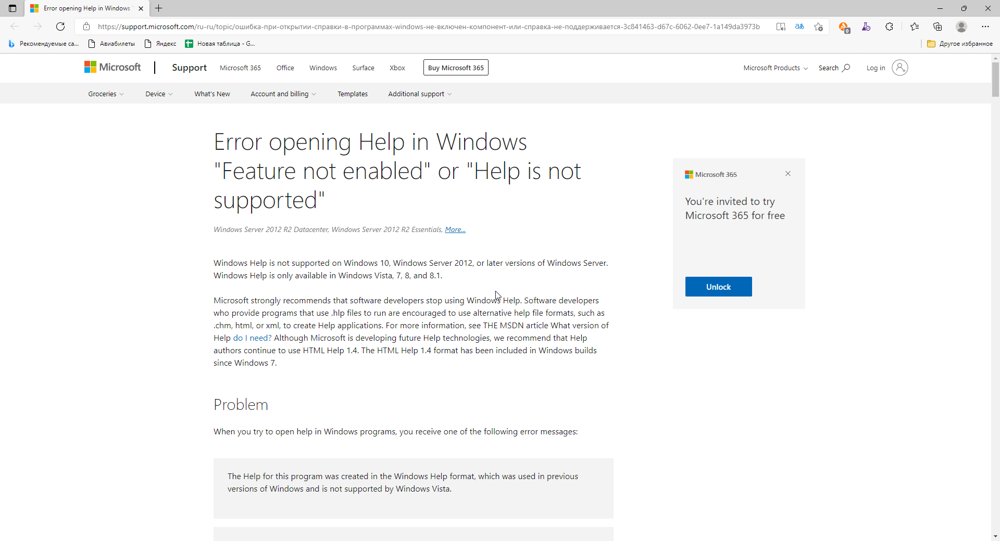 Error opening Help in Windows
https://support.microsoft.com/ru-ru/topic/ошибка-при-открытии-справки-в-программах-windows-не-включен-компонент-или-справка-не-поддерживается-3c841463-d67c-6062-0ee7-1a149da3973b
аあ
0
Рекомендуемые са...
Авиабилеты
Яндекс
Новая таблица - G...
Другое избранное
Microsoft
Support
Microsoft 365
Office
Windows
Surface
Xbox
Buy Microsoft 365
Microsoft Products
Search
Log in
Groceries
Device
What's New
Account and billing
Templates
Additional support
Error opening Help in Windows
"Feature not enabled" or "Help is not
supported"
Windows Server 2012 R2 Datacenter, Windows Server 2012 R2 Essentials, More...
Windows Help is not supported on Windows 10, Windows Server 2012, or later versions of Windows Server.
Windows Help is only available in Windows Vista, 7, 8, and 8.1.
Microsoft strongly recommends that software developers stop using Windows Help. Software developers
who provide programs that use .hlp files to run are encouraged to use alternative help file formats, such as
.chm, html, or xml, to create Help applications. For more information, see THE MSDN article What version of
Help do I need? Although Microsoft is developing future Help technologies, we recommend that Help
authors continue to use HTML Help 1.4. The HTML Help 1.4 format has been included in Windows builds
since Windows 7.
Problem
When you try to open help in Windows programs, you receive one of the following error messages:
The Help for this program was created in the Windows Help format, which was used in previous
versions of Windows and is not supported by Windows Vista.
Microsoft 365
You're invited to try
Microsoft 365 for free
Unlock